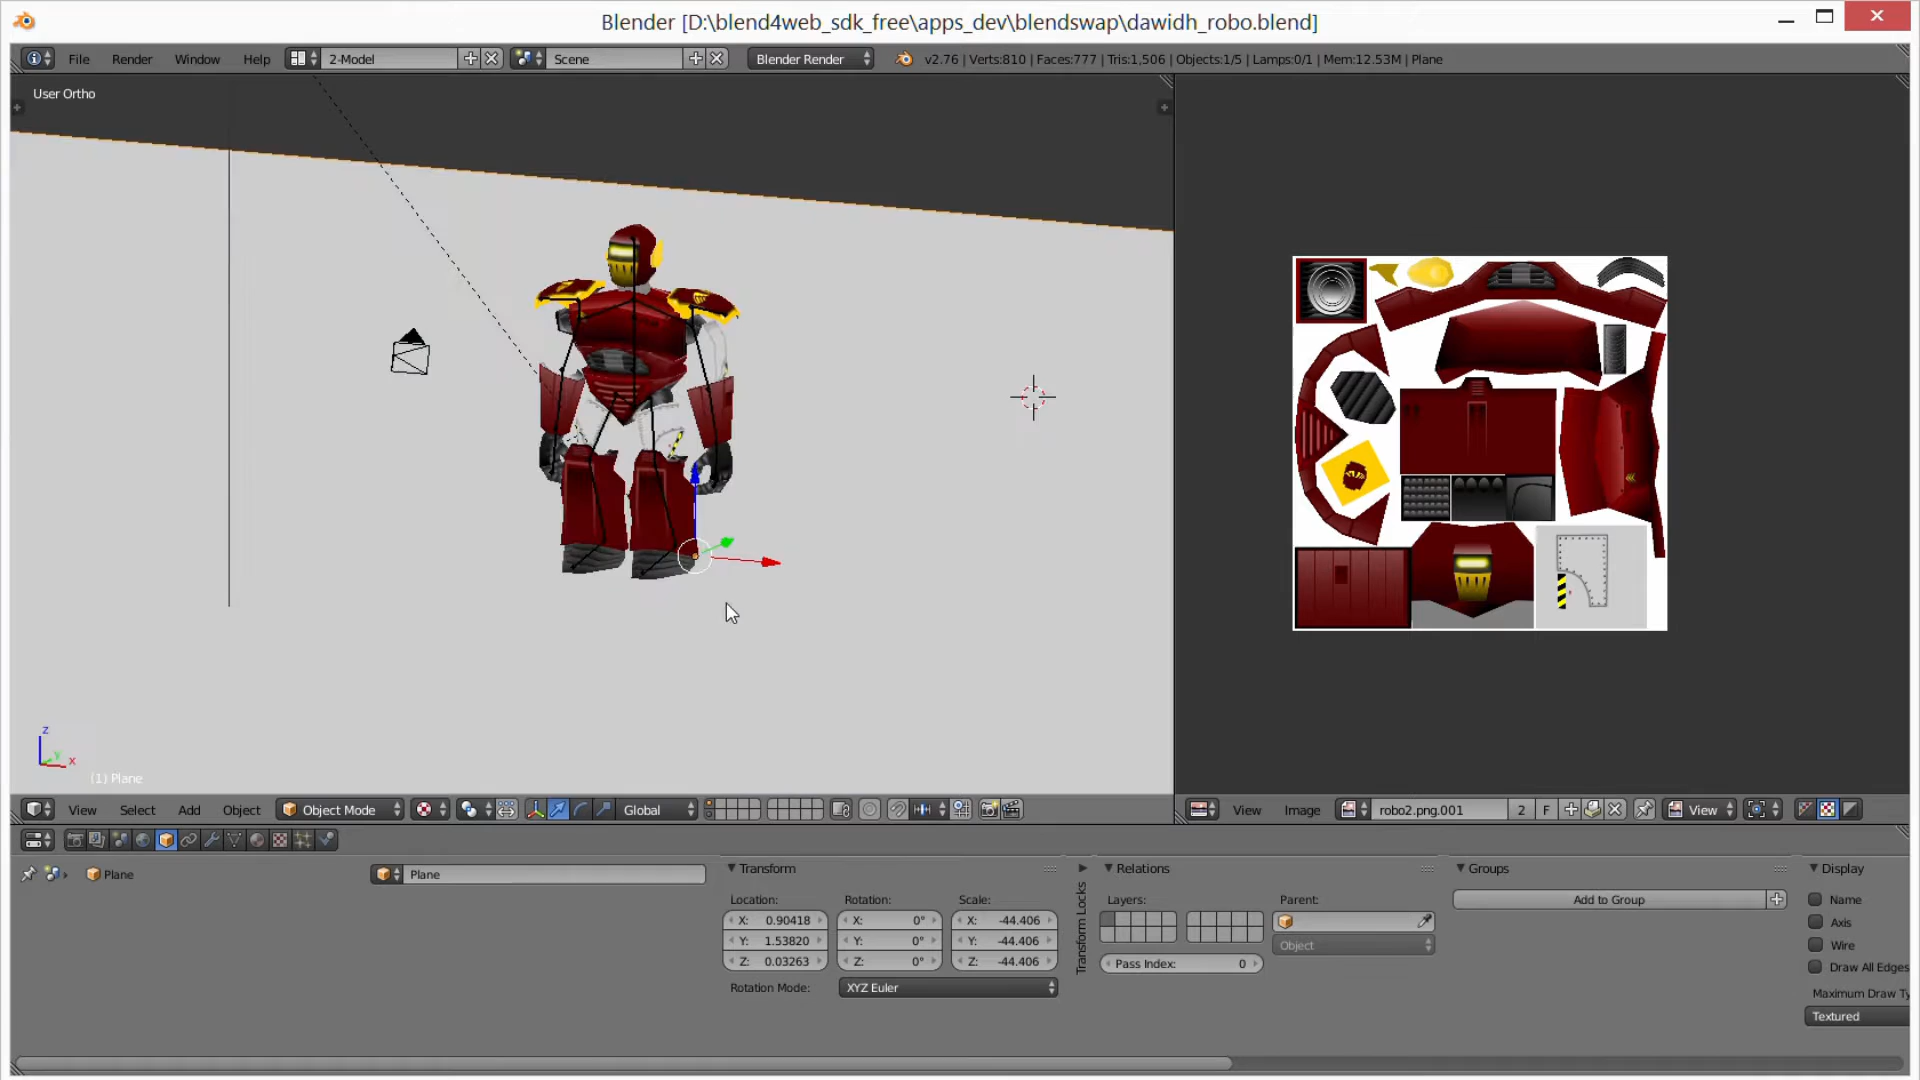 Blender [D:\blend4web_sdk_free\apps_dev\blendswap\dawidh_robo.blend]
File Render Window Help 2-Model Scene Blender Render v2.76 | Verts:810 | Faces:777 | Tris:1,506 | Objects:1/5 | Lamps:0/1 | Mem:12.53M | Plane
User Ortho
z
y
x
(1) Plane
View Select Add Object Object Mode Global
View Image robo2.png.001 2 F View
Plane
Plane
Transform
Location: Rotation: Scale:
X: 0.90418 X: 0° X: -44.406
Y: 1.53820 Y: 0° Y: -44.406
Z: 0.03263 Z: 0° Z: -44.406
Rotation Mode: XYZ Euler
Transform Locks
Relations
Layers: Parent:
Object
Pass Index: 0
Groups
Add to Group
Display
Name
Axis
Wire
Draw All Edges
Maximum Draw Ty
Textured